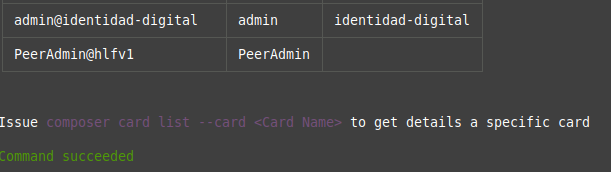 admin@identidad-digital admin identidad-digital
PeerAdmin@hlfv1 PeerAdmin
Issue composer card list --card <Card Name> to get details a specific card
Command succeeded